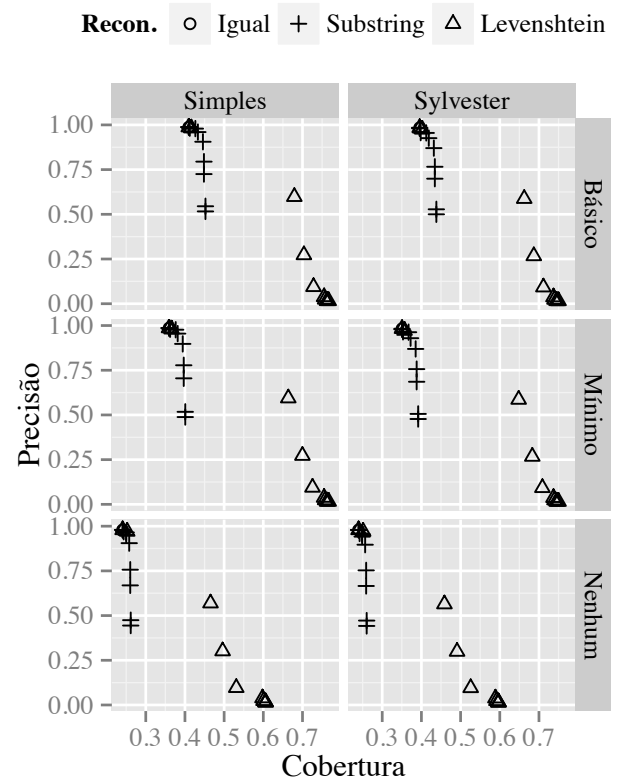 Recon. Igual Substring Levenshtein
Simples Sylvester
1.00
0.75
0.50
0.25
0.00
Básico
1.00
0.75
0.50
0.25
0.00
Mínimo
1.00
0.75
0.50
0.25
0.00
Nenhum
Precisão
0.3 0.4 0.5 0.6 0.7 0.3 0.4 0.5 0.6 0.7
Cobertura